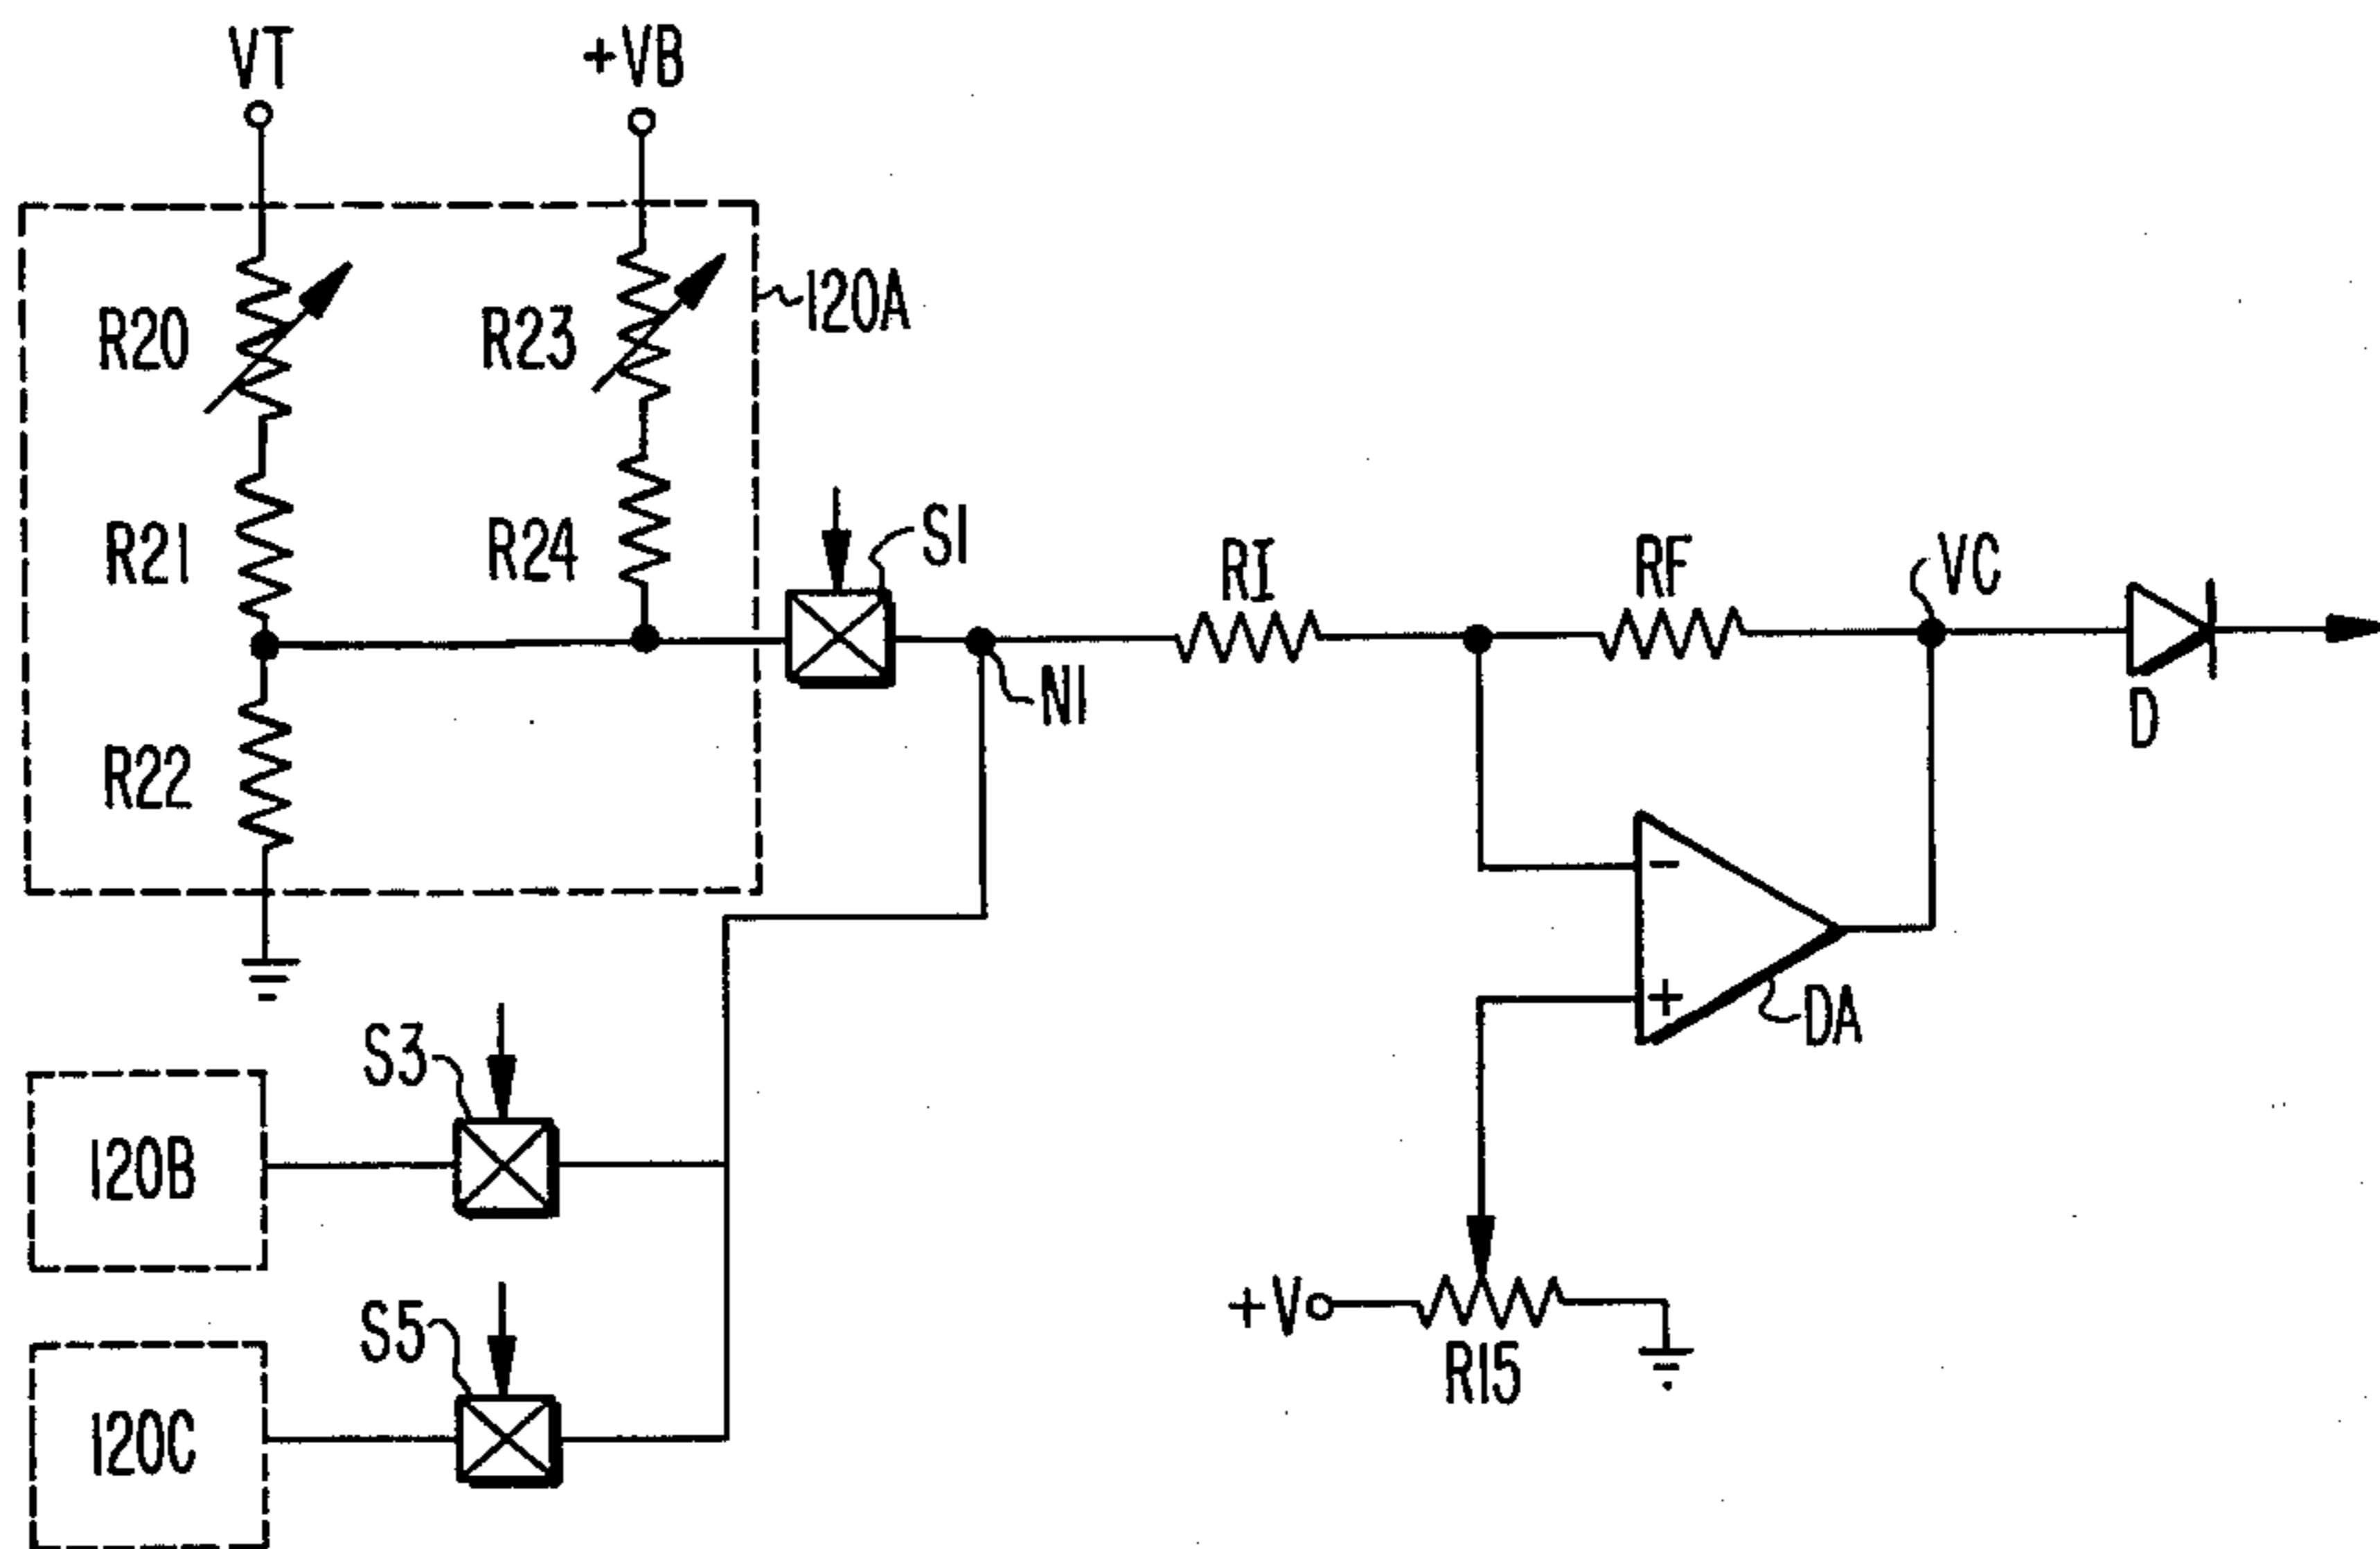 VT
+VB
R20
R23
120A
R21
R24
S1
RI
RF
VC
N1
D
R22
-
+
DA
S3
120B
S5
+V
R15
120C